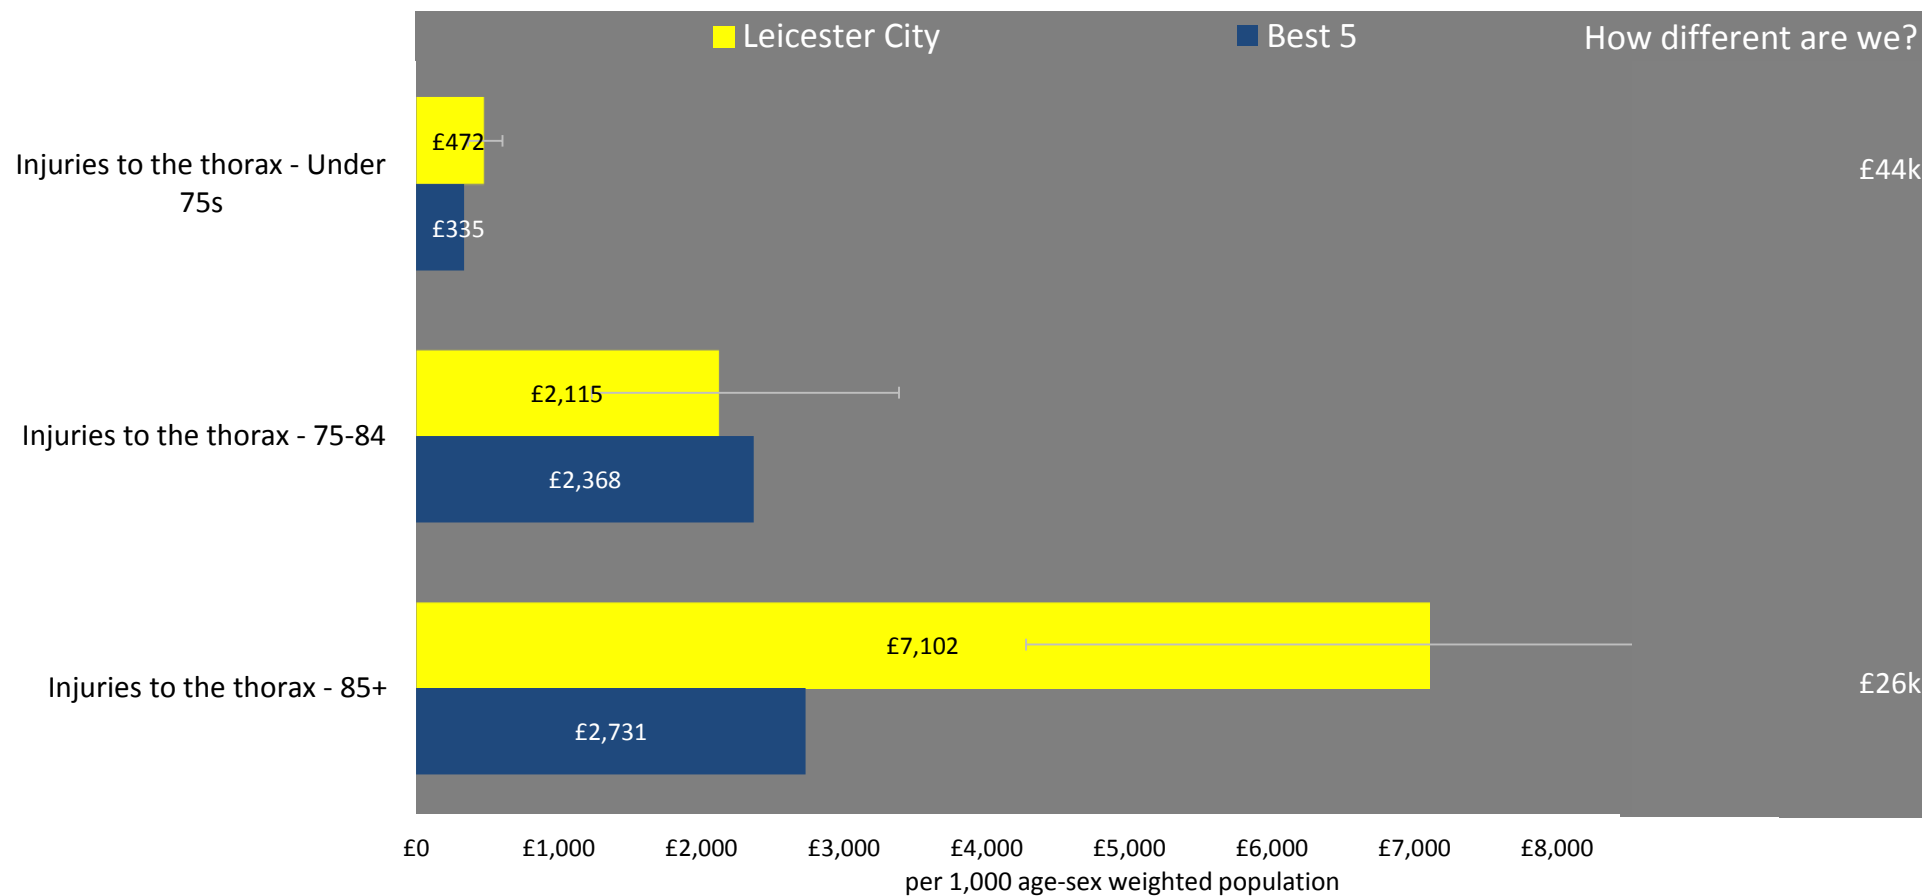 Leicester City
Best 5
How different are we?
Injuries to the thorax - Under
75s
£472
£335
£44k
Injuries to the thorax - 75-84
£2,115
£2,368
Injuries to the thorax - 85+
£7,102
£2,731
£26k
£0 £1,000 £2,000 £3,000 £4,000 £5,000 £6,000 £7,000 £8,000
per 1,000 age-sex weighted population